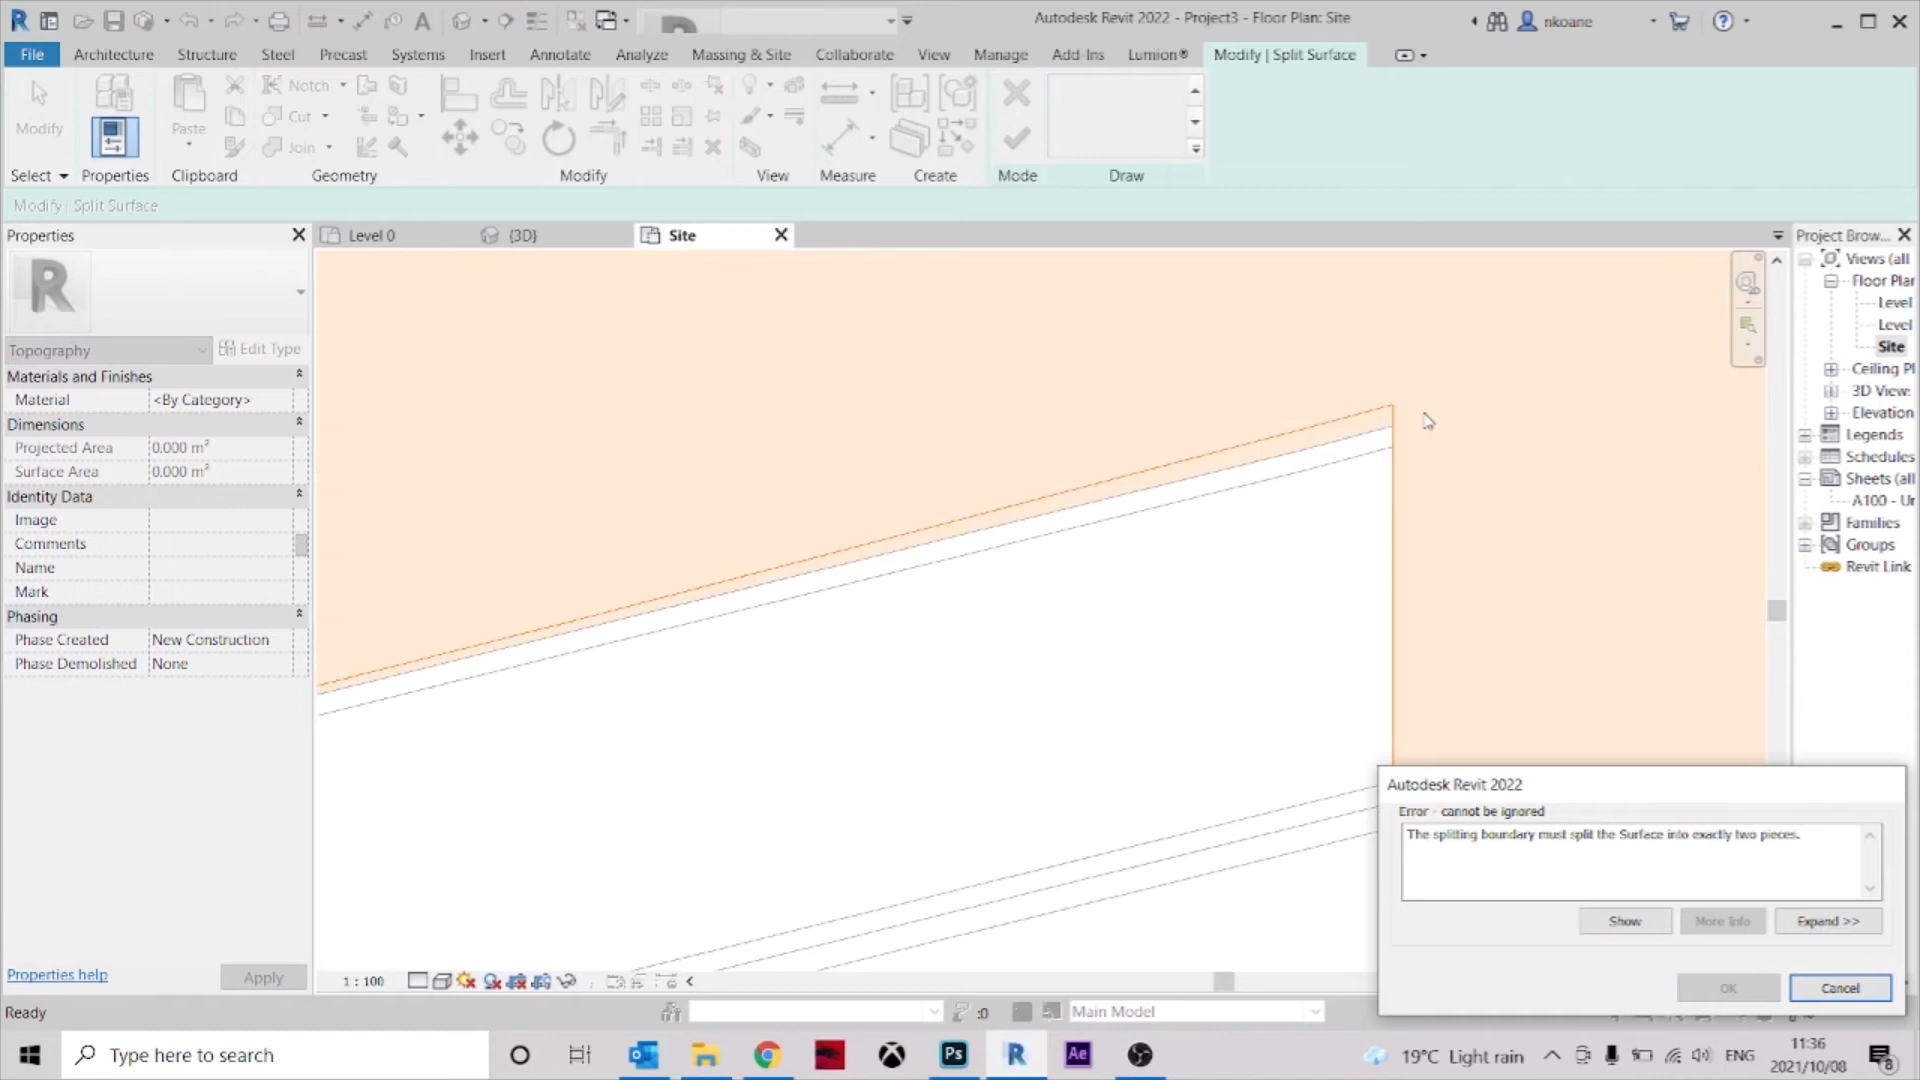 Autodesk Revit 2022 - Project3 - Floor Plan: Site
nkoane
File Architecture Structure Steel Precast Systems Insert Annotate Analyze Massing & Site Collaborate View Manage Add-Ins Lumion® Modify | Split Surface
Modify
Notch
Cut
Join
Paste
Select Properties Clipboard Geometry Modify View Measure Create Mode Draw
Modify | Split Surface
Properties
Level 0
{3D}
Site
Project Brow...
R
Topography
Edit Type
Materials and Finishes
Material <By Category>
Dimensions
Projected Area 0.000 m²
Surface Area 0.000 m²
Identity Data
Image
Comments
Name
Mark
Phasing
Phase Created New Construction
Phase Demolished None
Properties help
Apply
Views (all
Floor Plar
Level
Level
Site
Ceiling Pl
3D View:
Elevation
Legends
Schedules
Sheets (all
A100 - Ur
Families
Groups
Revit Link
Autodesk Revit 2022
Error - cannot be ignored
The splitting boundary must split the Surface into exactly two pieces.
Show
More Info
Expand >>
OK
Cancel
1 : 100
Ready
:0
Main Model
Type here to search
Ps
R
Ae
19°C Light rain
ENG
11:36
2021/10/08
8